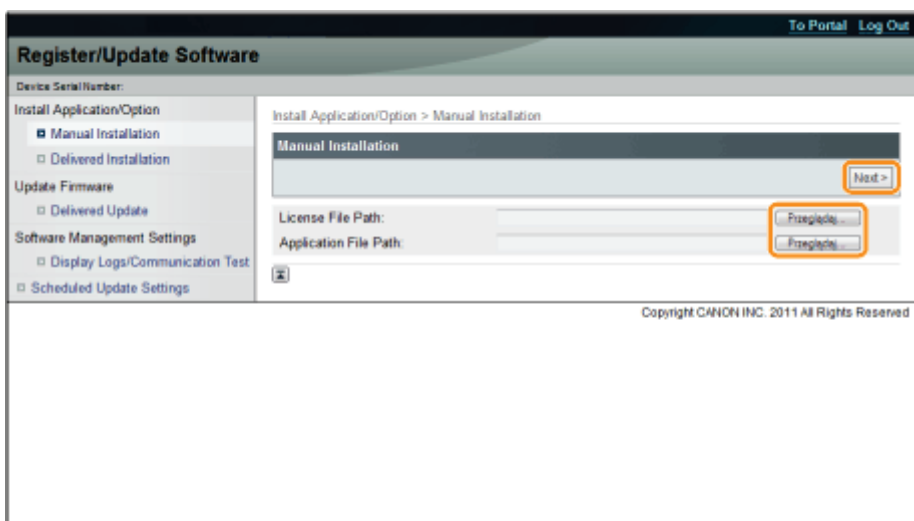 To Portal Log Out
Register/Update Software
Device Serial Number:
Install Application/Option
Manual Installation
Delivered Installation
Update Firmware
Delivered Update
Software Management Settings
Display Logs/Communication Test
Scheduled Update Settings
Install Application/Option > Manual Installation
Manual Installation
Next >
License File Path: Przeglądaj...
Application File Path: Przeglądaj...
Copyright CANON INC. 2011 All Rights Reserved